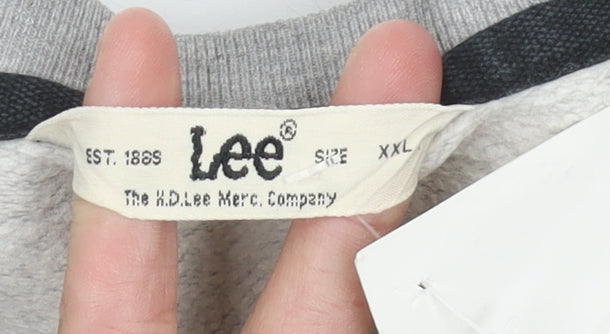 EST. 1889 Lee® SIZE XXL
The H.D.Lee Merc. Company